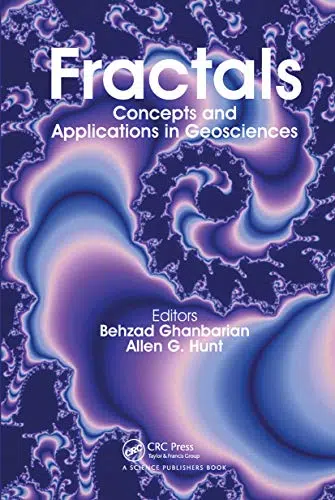 Fractals
Concepts and
Applications in Geosciences
Editors
Behzad Ghanbarian
Allen G. Hunt
CRC
CRC Press
Taylor & Francis Group
A SCIENCE PUBLISHERS BOOK